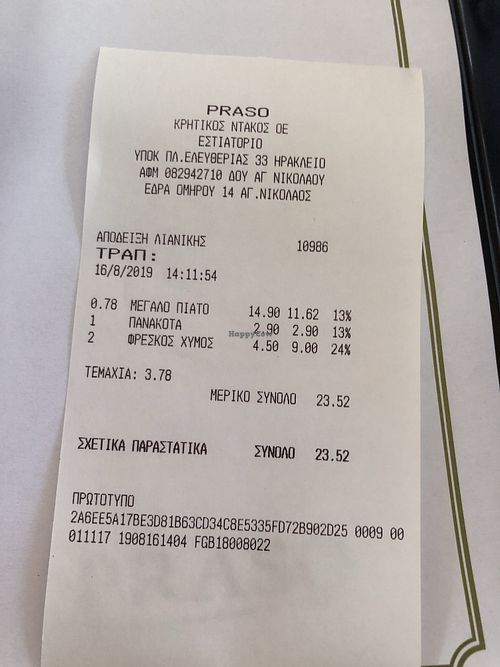 PRASO
ΚΡΗΤΙΚΟΣ ΝΤΑΚΟΣ ΟΕ
ΕΣΤΙΑΤΟΡΙΟ
ΥΠΟΚ ΠΛ.ΕΛΕΥΘΕΡΙΑΣ 33 ΗΡΑΚΛΕΙΟ
ΑΦΜ 082942710 ΔΟΥ ΑΓ ΝΙΚΟΛΑΟΥ
ΕΔΡΑ ΟΜΗΡΟΥ 14 ΑΓ.ΝΙΚΟΛΑΟΣ
ΑΠΟΔΕΙΞΗ ΛΙΑΝΙΚΗΣ 10986
ΤΡΑΠ:
16/8/2019 14:11:54
0.78 ΜΕΓΑΛΟ ΠΙΑΤΟ 14.90 11.62 13%
1 ΠΑΝΑΚΟΤΑ 2.90 2.90 13%
HappyCow
2 ΦΡΕΣΚΟΣ ΧΥΜΟΣ 4.50 9.00 24%
ΤΕΜΑΧΙΑ: 3.78
ΜΕΡΙΚΟ ΣΥΝΟΛΟ 23.52
ΣΧΕΤΙΚΑ ΠΑΡΑΣΤΑΤΙΚΑ ΣΥΝΟΛΟ 23.52
ΠΡΩΤΟΤΥΠΟ
2A6EE5A17BE3D81B63CD34C8E5335FD72B902D25 0009 00
011117 1908161404 FGB18008022